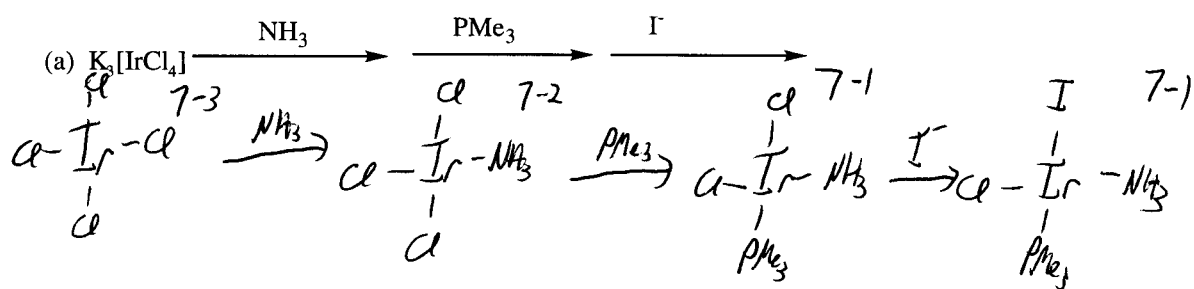 NH₃ PMe₃ I⁻
(a) K₃[IrCl₄]
Cl Cl Cl I
7-3 7-2 7-1 7-1
Cl-Ir-Cl NH₃ Cl-Ir-NH₃ PMe₃ Cl-Ir-NH₃ I⁻ Cl-Ir-NH₃
Cl Cl PMe₃ PMe₃